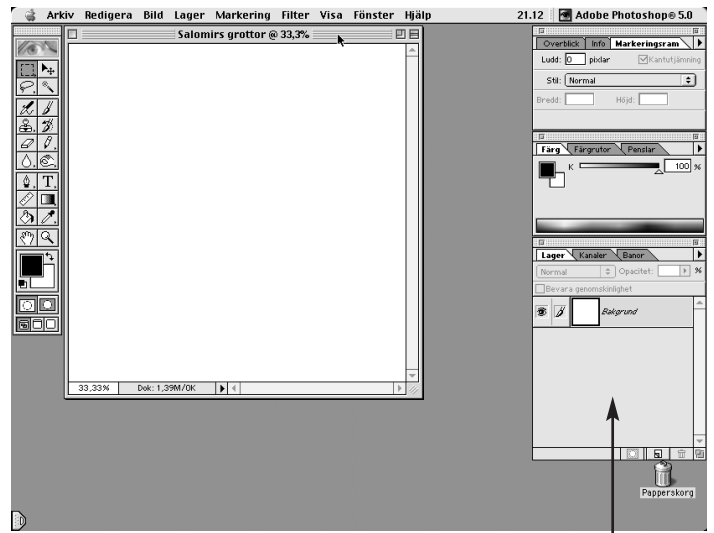 Arkiv Redigera Bild Lager Markering Filter Visa Fönster Hjälp 21.12 Adobe Photoshop® 5.0
Salomirs grottor @ 33,3%
33,33% Dok: 1,39M/0K
Överblick Info Markeringsram
Ludd: 0 pixlar Kantutjämning
Stil: Normal
Bredd: Höjd:
Färg Färgrutor Penslar
K 100 %
Lager Kanaler Banor
Normal Opacitet: %
Bevara genomskinlighet
Bakgrund
Papperskorg
T